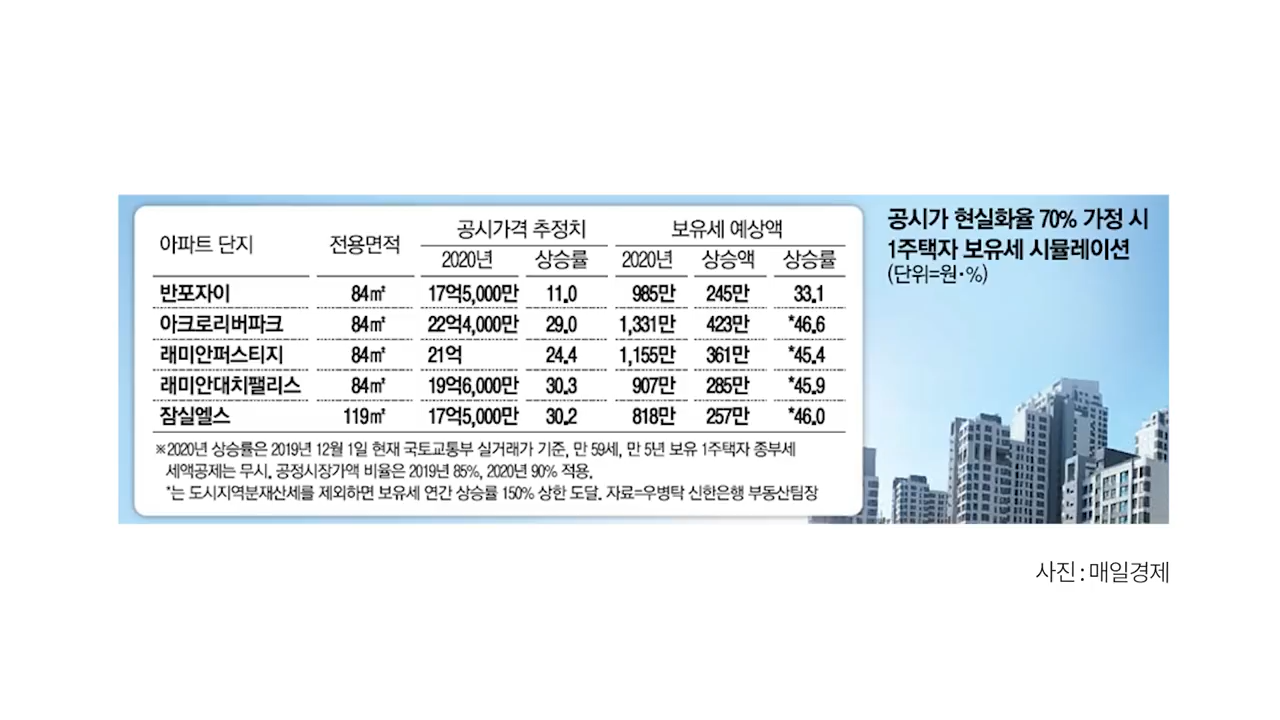 공시가 현실화율 70% 가정 시
1주택자 보유세 시뮬레이션
(단위=원·%)
아파트 단지 전용면적 공시가격 추정치 보유세 예상액
2020년 상승률 2020년 상승액 상승률
반포자이 84㎡ 17억5,000만 11.0 985만 245만 33.1
아크로리버파크 84㎡ 22억4,000만 29.0 1,331만 423만 *46.6
래미안퍼스티지 84㎡ 21억 24.4 1,155만 361만 *45.4
래미안대치팰리스 84㎡ 19억6,000만 30.3 907만 285만 *45.9
잠실엘스 119㎡ 17억5,000만 30.2 818만 257만 *46.0
※2020년 상승률은 2019년 12월 1일 현재 국토교통부 실거래가 기준, 만 59세, 만 5년 보유 1주택자 종부세
세액공제는 무시, 공정시장가액 비율은 2019년 85%, 2020년 90% 적용.
*는 도시지역분재산세를 제외하면 보유세 연간 상승률 150% 상한 도달. 자료=우병탁 신한은행 부동산팀장
사진 : 매일경제